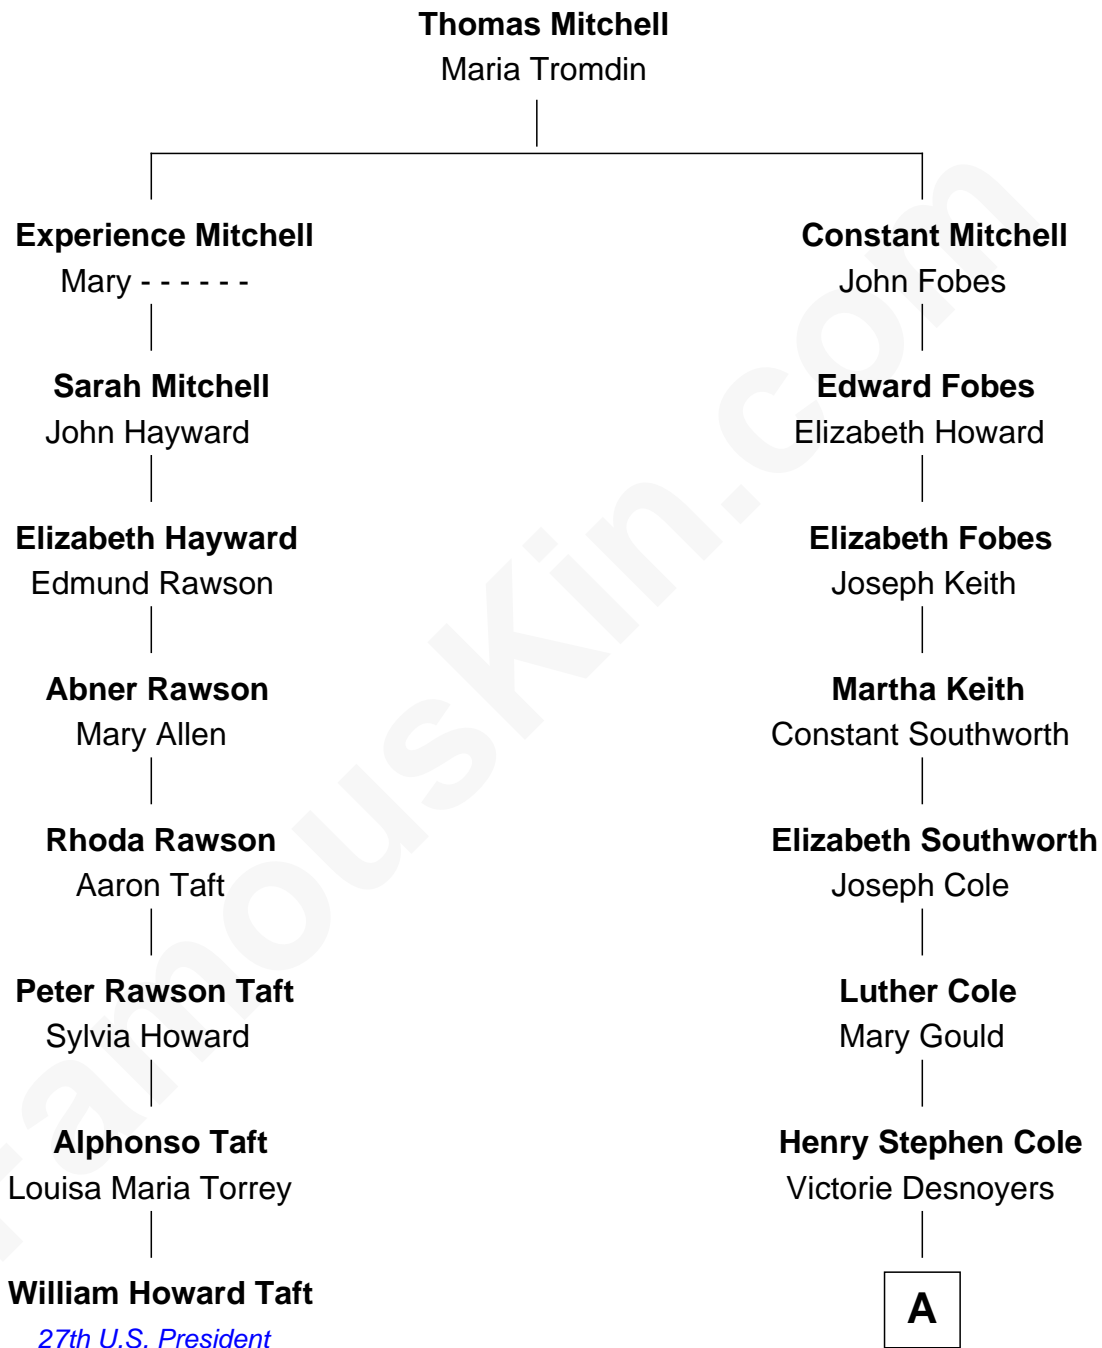 Thomas Mitchell
Maria Tromdin
Experience Mitchell
Mary - - - - - -
Constant Mitchell
John Fobes
Sarah Mitchell
John Hayward
Edward Fobes
Elizabeth Howard
Elizabeth Hayward
Edmund Rawson
Elizabeth Fobes
Joseph Keith
Abner Rawson
Mary Allen
Martha Keith
Constant Southworth
Rhoda Rawson
Aaron Taft
Elizabeth Southworth
Joseph Cole
Peter Rawson Taft
Sylvia Howard
Luther Cole
Mary Gould
Alphonso Taft
Louisa Maria Torrey
Henry Stephen Cole
Victorie Desnoyers
William Howard Taft
27th U.S. President
A
FamousKin.com